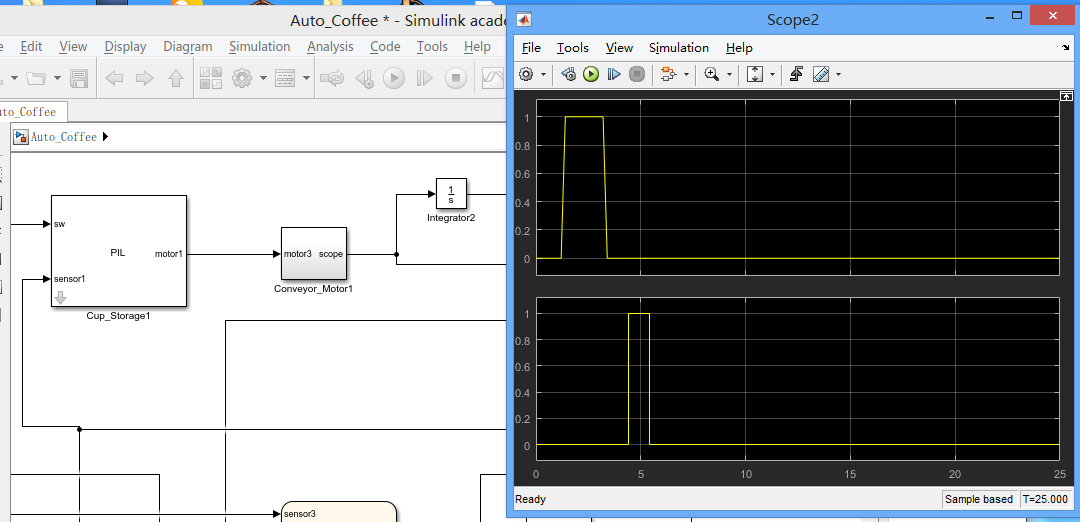 Auto_Coffee * - Simulink acade
Edit View Display Diagram Simulation Analysis Code Tools Help
Auto_Coffee
sw
PIL
motor1
sensor1
Cup_Storage1
motor3 scope
Conveyor_Motor1
1
s
Integrator2
sensor3
Scope2
File Tools View Simulation Help
1
0.8
0.6
0.4
0.2
0
1
0.8
0.6
0.4
0.2
0
0 5 10 15 20 25
Ready
Sample based T=25.000